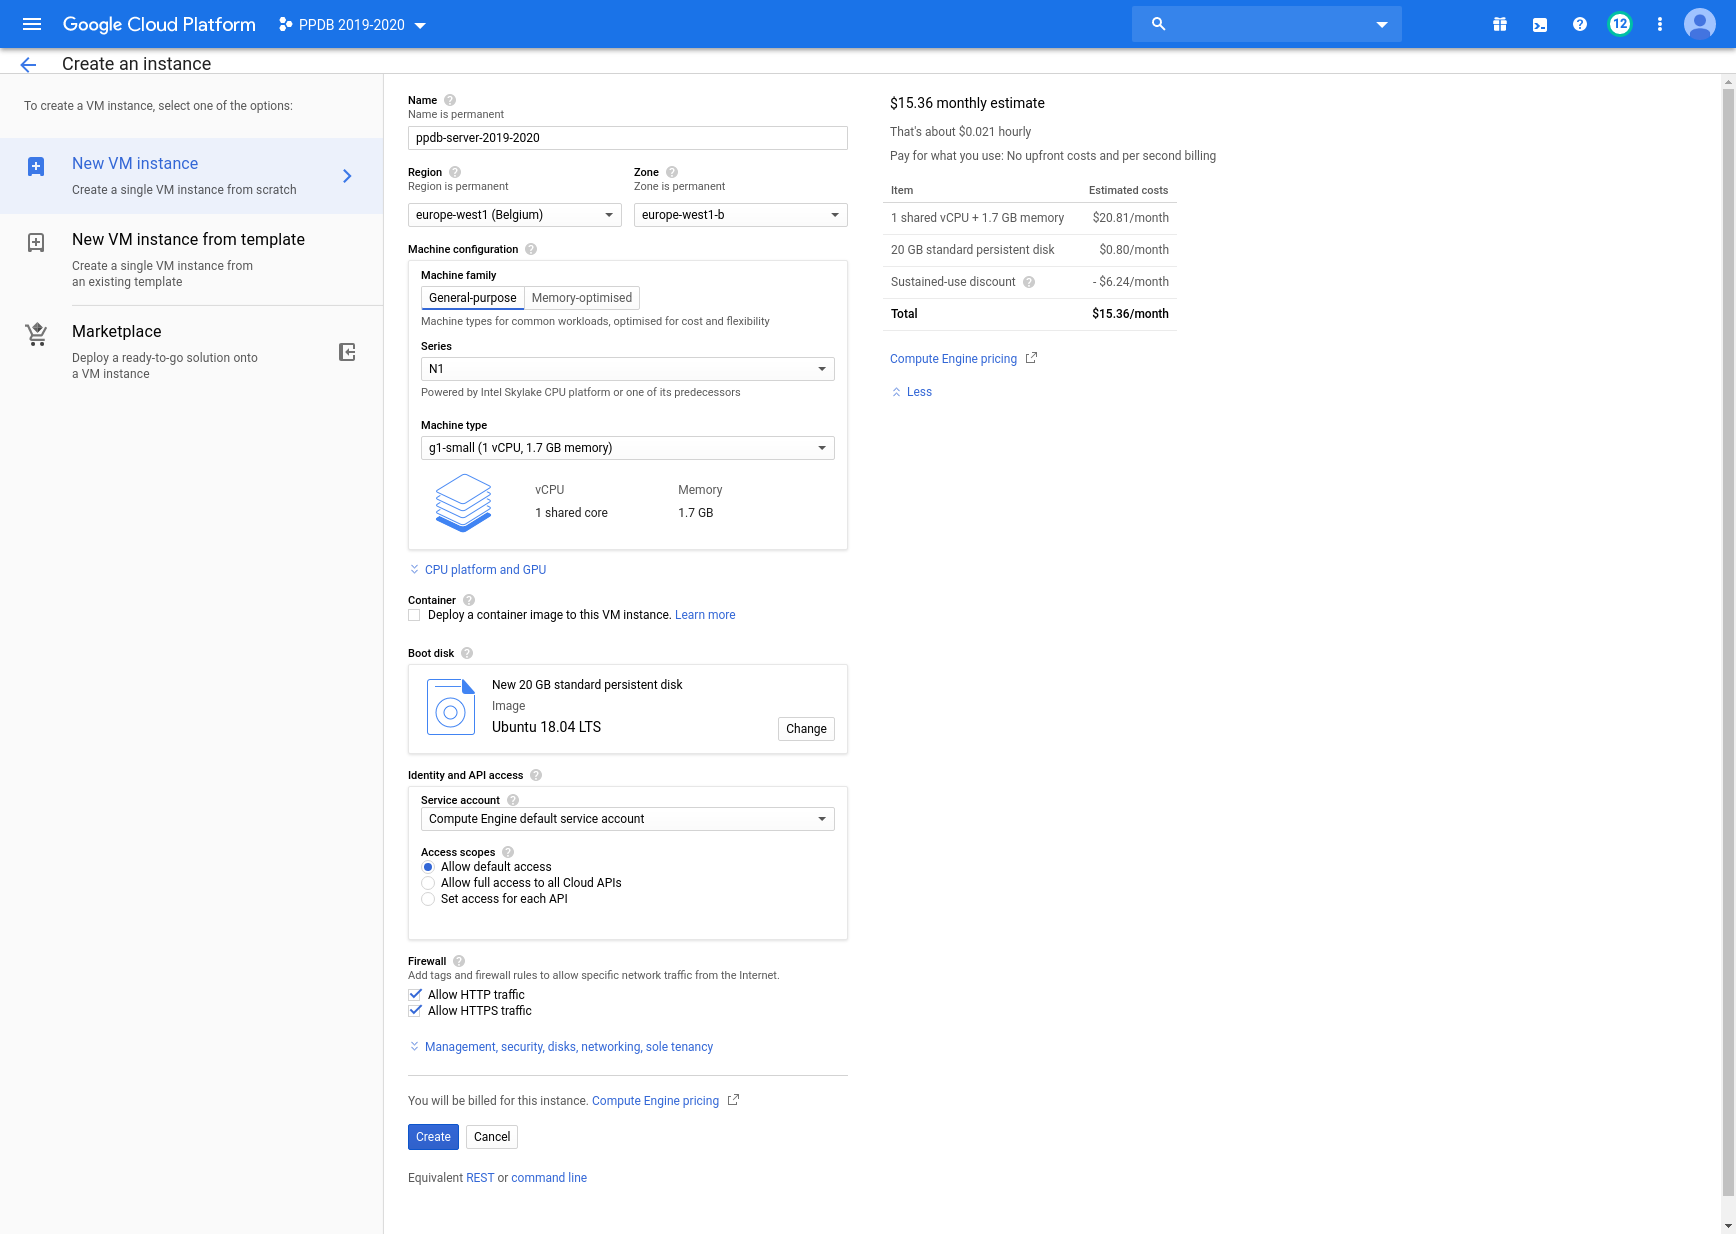 Google Cloud Platform
PPDB 2019-2020
12
Create an instance
To create a VM instance, select one of the options:
New VM instance
Create a single VM instance from scratch
New VM instance from template
Create a single VM instance from
an existing template
Marketplace
Deploy a ready-to-go solution onto
a VM instance
Name
Name is permanent
ppdb-server-2019-2020
Region
Region is permanent
europe-west1 (Belgium)
Zone
Zone is permanent
europe-west1-b
Machine configuration
Machine family
General-purpose
Memory-optimised
Machine types for common workloads, optimised for cost and flexibility
Series
N1
Powered by Intel Skylake CPU platform or one of its predecessors
Machine type
g1-small (1 vCPU, 1.7 GB memory)
vCPU Memory
1 shared core 1.7 GB
CPU platform and GPU
Container
Deploy a container image to this VM instance. Learn more
Boot disk
New 20 GB standard persistent disk
Image
Ubuntu 18.04 LTS
Change
Identity and API access
Service account
Compute Engine default service account
Access scopes
Allow default access
Allow full access to all Cloud APIs
Set access for each API
Firewall
Add tags and firewall rules to allow specific network traffic from the Internet.
Allow HTTP traffic
Allow HTTPS traffic
Management, security, disks, networking, sole tenancy
You will be billed for this instance. Compute Engine pricing
Create Cancel
Equivalent REST or command line
$15.36 monthly estimate
That's about $0.021 hourly
Pay for what you use: No upfront costs and per second billing
Item Estimated costs
1 shared vCPU + 1.7 GB memory $20.81/month
20 GB standard persistent disk $0.80/month
Sustained-use discount - $6.24/month
Total $15.36/month
Compute Engine pricing
Less